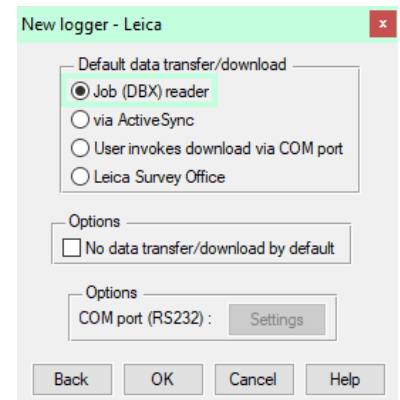 New logger - Leica x
Default data transfer/download
Job (DBX) reader
via ActiveSync
User invokes download via COM port
Leica Survey Office
Options
No data transfer/download by default
Options
COM port (RS232) : Settings
Back OK Cancel Help